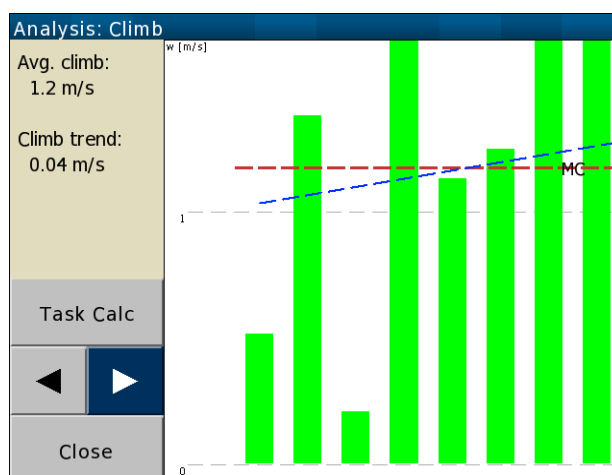 Analysis: Climb
Avg. climb:
1.2 m/s
Climb trend:
0.04 m/s
Task Calc
Close
w [m/s]
MC
1
0